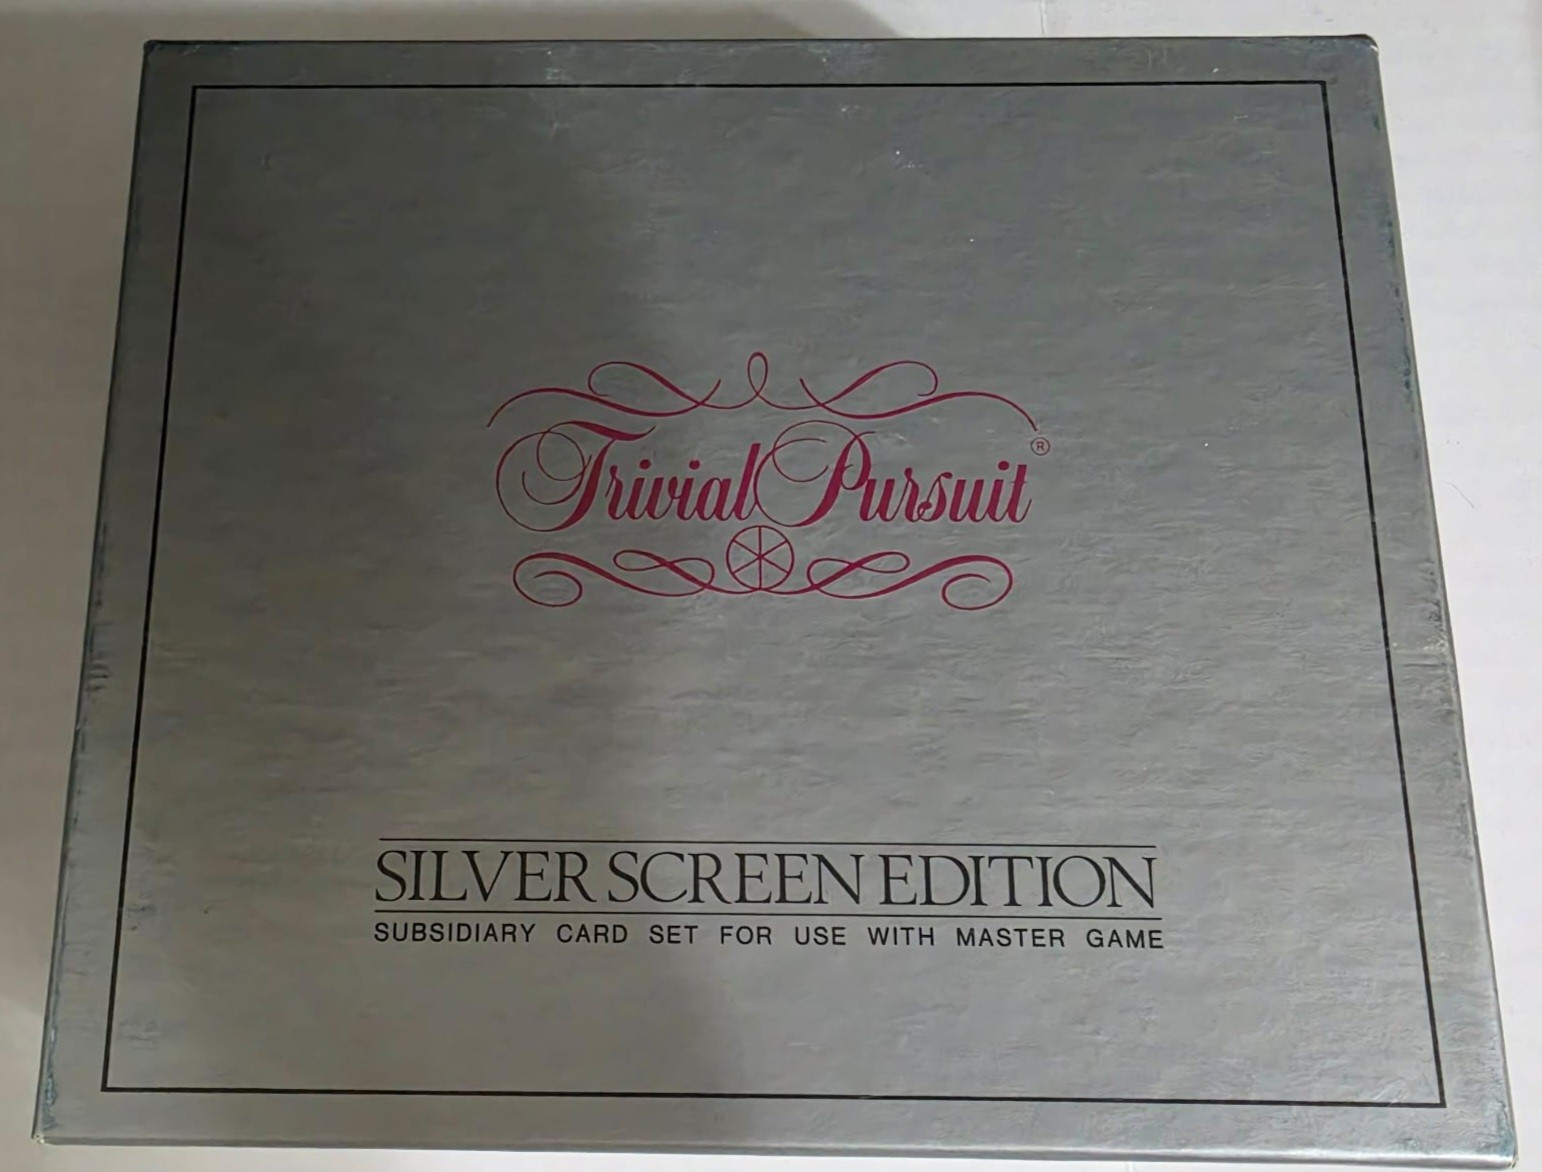 Trivial Pursuit®
SILVER SCREEN EDITION
SUBSIDIARY CARD SET FOR USE WITH MASTER GAME